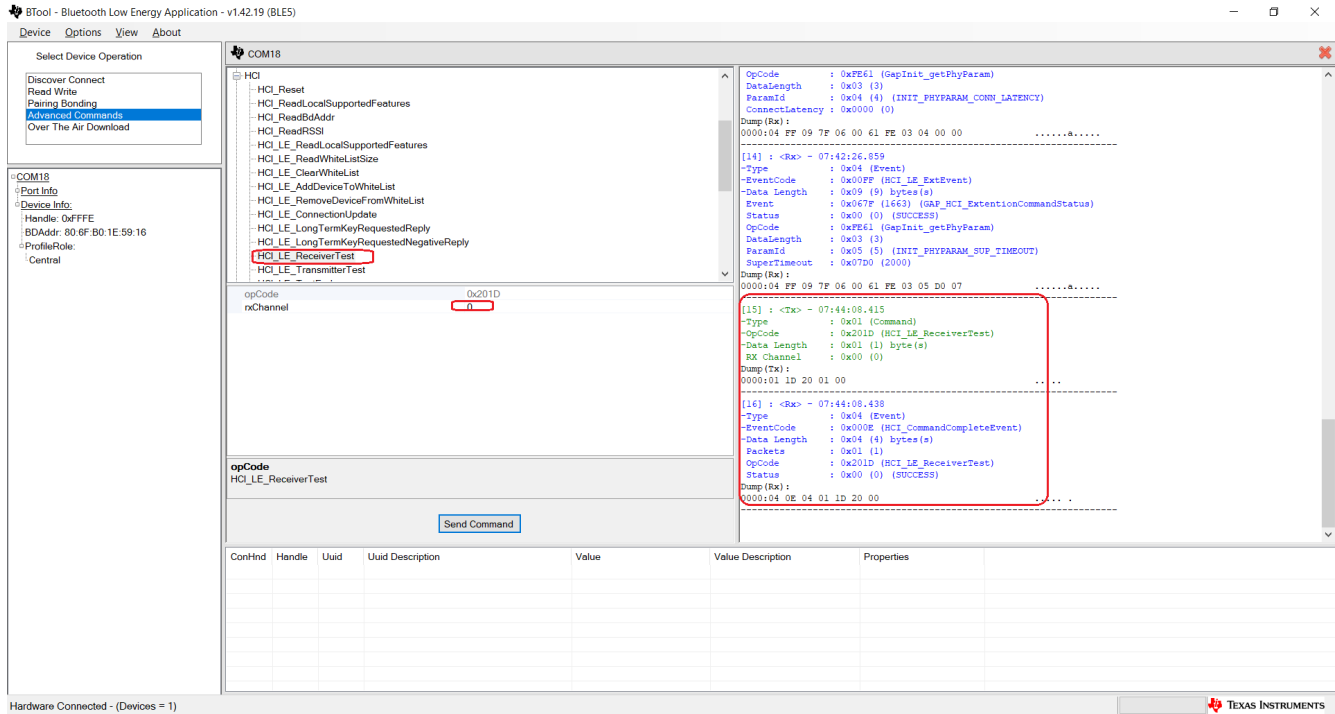 BTool - Bluetooth Low Energy Application - v1.42.19 (BLE5)
Device Options View About
Select Device Operation
Discover Connect
Read Write
Pairing Bonding
Advanced Commands
Over The Air Download
COM18
Port Info
Device Info:
Handle: 0xFFFE
BDAddr: 80:6F:B0:1E:59:16
ProfileRole:
Central
COM18
HCI
HCI_Reset
HCI_ReadLocalSupportedFeatures
HCI_ReadBdAddr
HCI_ReadRSSI
HCI_LE_ReadLocalSupportedFeatures
HCI_LE_ReadWhiteListSize
HCI_LE_ClearWhiteList
HCI_LE_AddDeviceToWhiteList
HCI_LE_RemoveDeviceFromWhiteList
HCI_LE_ConnectionUpdate
HCI_LE_LongTermKeyRequestedReply
HCI_LE_LongTermKeyRequestedNegativeReply
HCI_LE_ReceiverTest
HCI_LE_TransmitterTest
opCode 0x201D
rxChannel 0
opCode
HCI_LE_ReceiverTest
Send Command
OpCode : 0xFE61 (GapInit_getPhyParam)
DataLength : 0x03 (3)
ParamId : 0x04 (4) (INIT_PHYPARAM_CONN_LATENCY)
ConnectLatency : 0x0000 (0)
Dump(Rx):
0000:04 FF 09 7F 06 00 61 FE 03 04 00 00 ......a.....
[14] : <Rx> - 07:42:26.859
-Type : 0x04 (Event)
-EventCode : 0x00FF (HCI_LE_ExtEvent)
-Data Length : 0x09 (9) bytes(s)
Event : 0x067F (1663) (GAP_HCI_ExtentionCommandStatus)
Status : 0x00 (0) (SUCCESS)
OpCode : 0xFE61 (GapInit_getPhyParam)
DataLength : 0x03 (3)
ParamId : 0x05 (5) (INIT_PHYPARAM_SUP_TIMEOUT)
SuperTimeout : 0x07D0 (2000)
Dump(Rx):
0000:04 FF 09 7F 06 00 61 FE 03 05 D0 07 ......a.....
[15] : <Tx> - 07:44:08.415
-Type : 0x01 (Command)
-OpCode : 0x201D (HCI_LE_ReceiverTest)
-Data Length : 0x01 (1) byte(s)
RX Channel : 0x00 (0)
Dump(Tx):
0000:01 1D 20 01 00 .. ..
[16] : <Rx> - 07:44:08.438
-Type : 0x04 (Event)
-EventCode : 0x000E (HCI_CommandCompleteEvent)
-Data Length : 0x04 (4) bytes(s)
Packets : 0x01 (1)
OpCode : 0x201D (HCI_LE_ReceiverTest)
Status : 0x00 (0) (SUCCESS)
Dump(Rx):
0000:04 0E 04 01 1D 20 00 ..... .
ConHnd Handle Uuid Uuid Description Value Value Description Properties
Hardware Connected - (Devices = 1)
TEXAS INSTRUMENTS